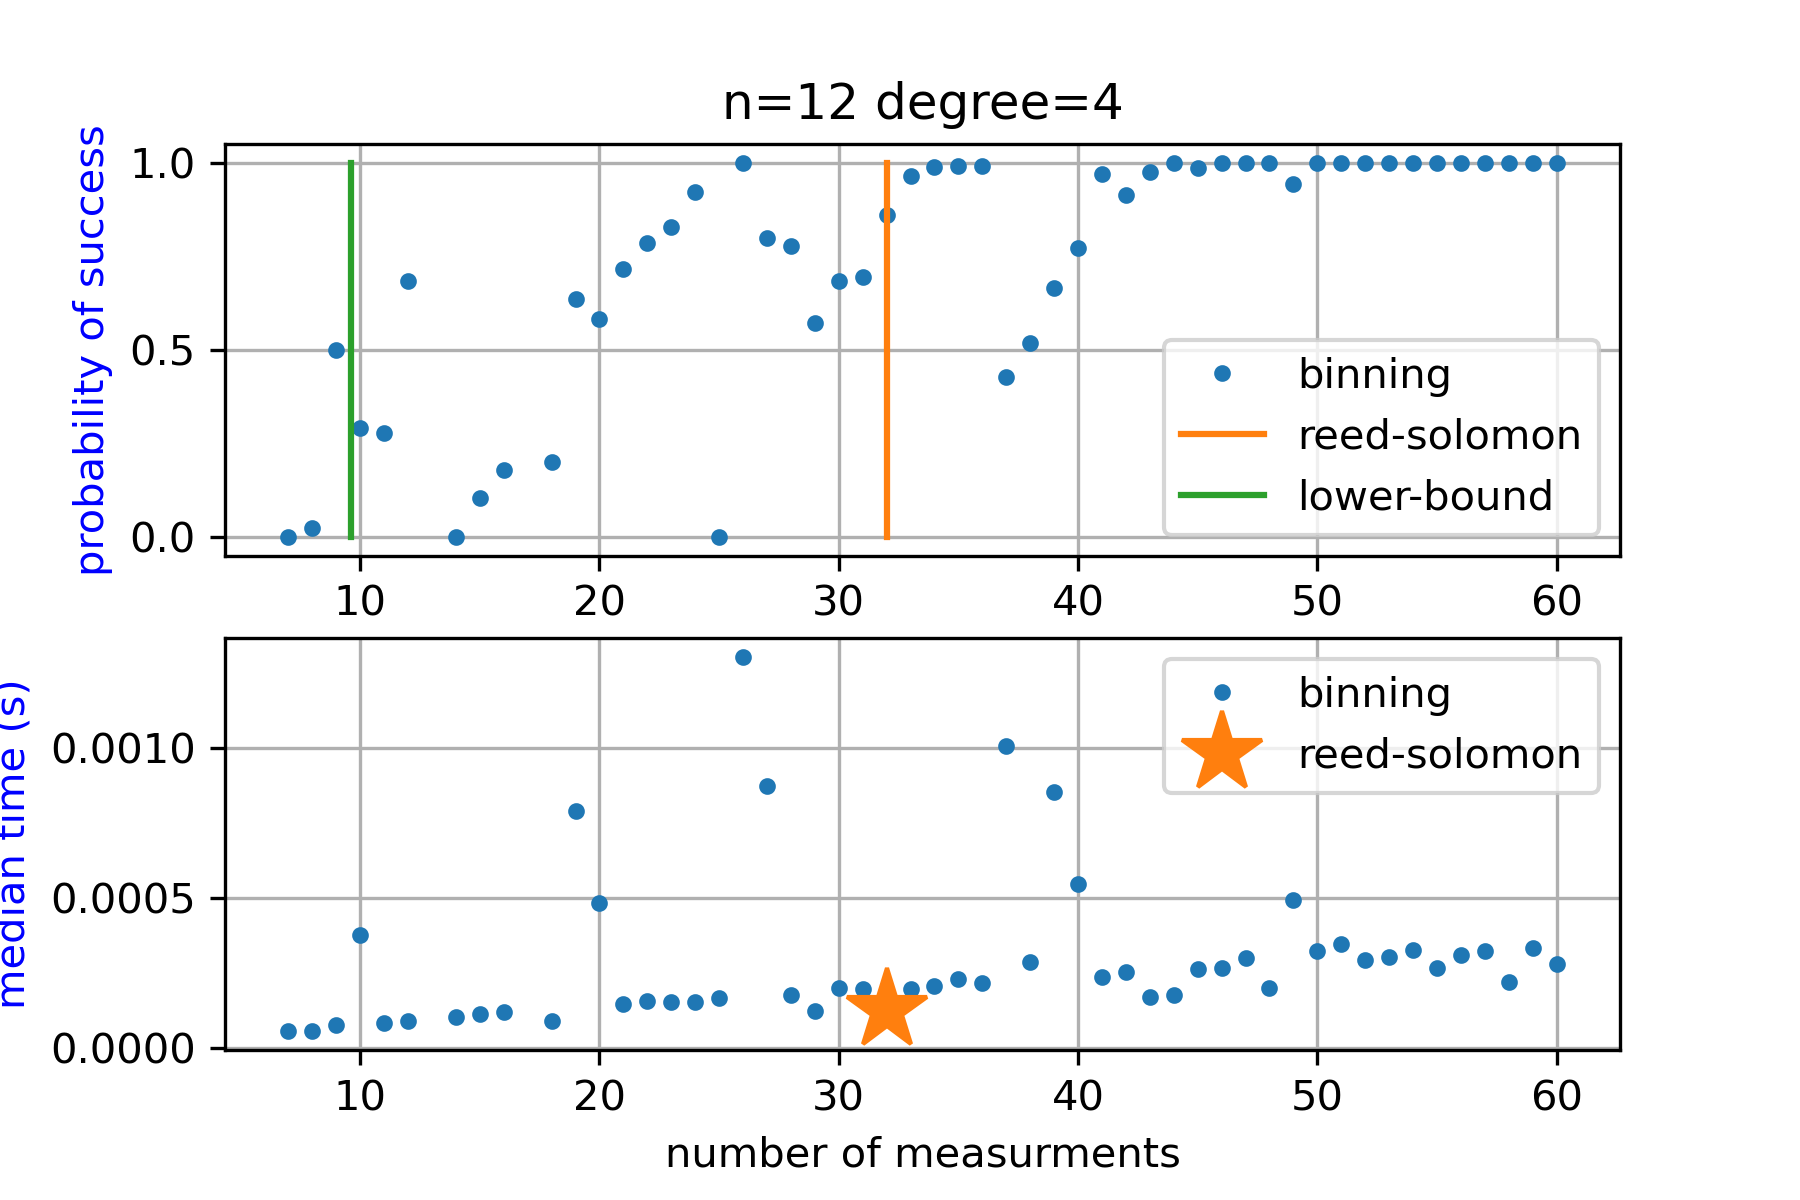 n=12 degree=4
probability of success
1.0
0.5
0.0
binning
reed-solomon
lower-bound
10 20 30 40 50 60
median time (s)
0.0010
0.0005
0.0000
binning
reed-solomon
10 20 30 40 50 60
number of measurments